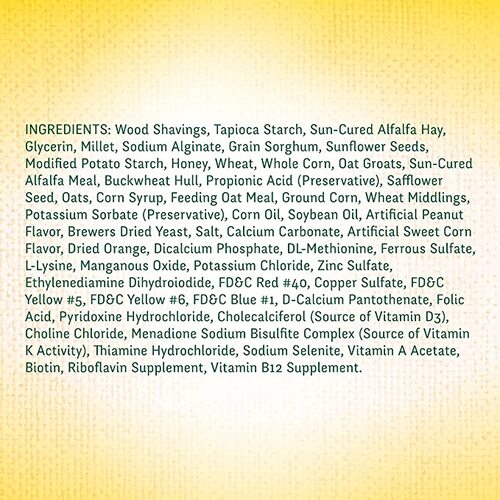 INGREDIENTS: Wood Shavings, Tapioca Starch, Sun-Cured Alfalfa Hay,
Glycerin, Millet, Sodium Alginate, Grain Sorghum, Sunflower Seeds,
Modified Potato Starch, Honey, Wheat, Whole Corn, Oat Groats, Sun-Cured
Alfalfa Meal, Buckwheat Hull, Propionic Acid (Preservative), Safflower
Seed, Oats, Corn Syrup, Feeding Oat Meal, Ground Corn, Wheat Middlings,
Potassium Sorbate (Preservative), Corn Oil, Soybean Oil, Artificial Peanut
Flavor, Brewers Dried Yeast, Salt, Calcium Carbonate, Artificial Sweet Corn
Flavor, Dried Orange, Dicalcium Phosphate, DL-Methionine, Ferrous Sulfate,
L-Lysine, Manganous Oxide, Potassium Chloride, Zinc Sulfate,
Ethylenediamine Dihydroiodide, FD&C Red #40, Copper Sulfate, FD&C
Yellow #5, FD&C Yellow #6, FD&C Blue #1, D-Calcium Pantothenate, Folic
Acid, Pyridoxine Hydrochloride, Cholecalciferol (Source of Vitamin D3),
Choline Chloride, Menadione Sodium Bisulfite Complex (Source of Vitamin
K Activity), Thiamine Hydrochloride, Sodium Selenite, Vitamin A Acetate,
Biotin, Riboflavin Supplement, Vitamin B12 Supplement.